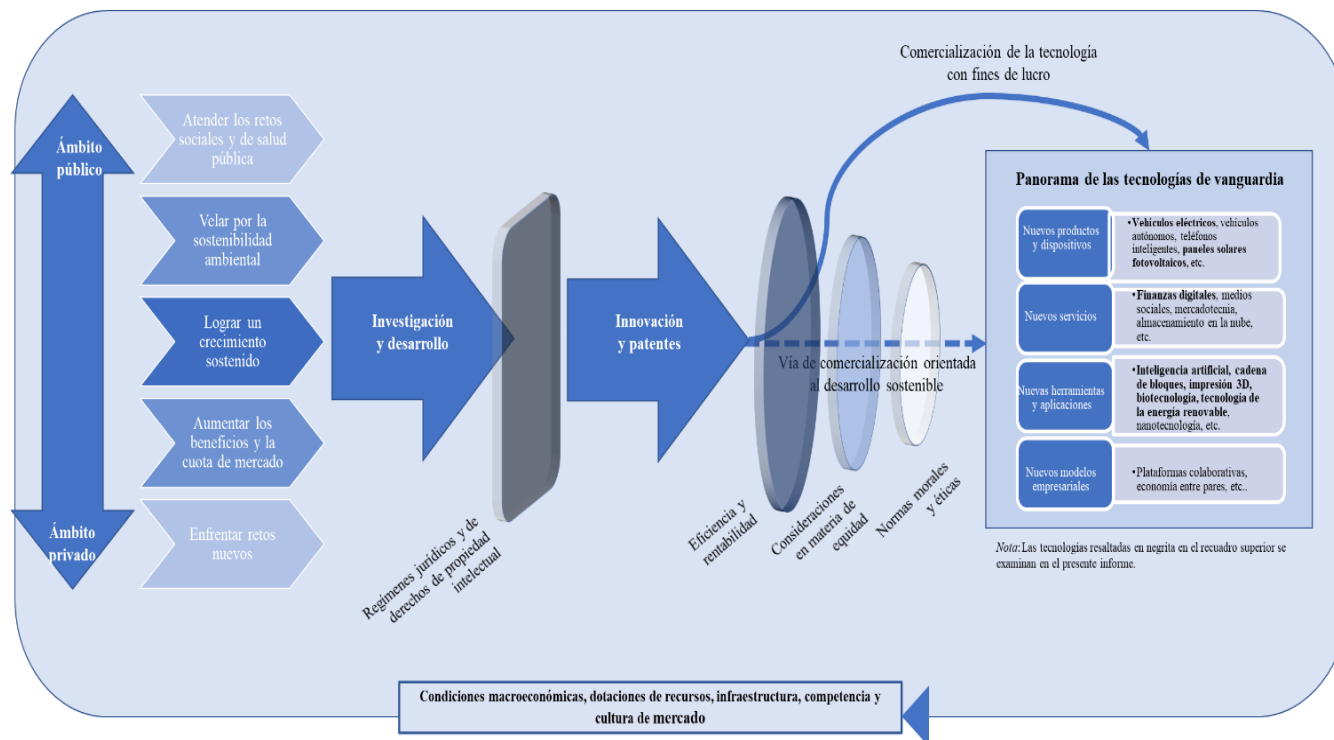 Comercialización de la tecnología
con fines de lucro
Ámbito
público
Atender los retos
sociales y de salud
pública
Velar por la
sostenibilidad
ambiental
Lograr un
crecimiento
sostenido
Aumentar los
beneficios y la
cuota de mercado
Ámbito
privado
Enfrentar retos
nuevos
Investigación
y desarrollo
Regímenes jurídicos y de
derechos de propiedad
intelectual
Innovación
y patentes
Vía de comercialización orientada
al desarrollo sostenible
Eficiencia y
rentabilidad
Consideraciones
en materia de
equidad
Normas morales
y éticas
Panorama de las tecnologías de vanguardia
Nuevos productos
y dispositivos
•Vehículos eléctricos, vehículos
autónomos, teléfonos
inteligentes, paneles solares
fotovoltaicos, etc.
Nuevos servicios
•Finanzas digitales, medios
sociales, mercadotecnia,
almacenamiento en la nube,
etc.
Nuevas herramientas
y aplicaciones
•Inteligencia artificial, cadena
de bloques, impresión 3D,
biotecnología, tecnología de
la energía renovable,
nanotecnología, etc.
Nuevos modelos
empresariales
•Plataformas colaborativas,
economía entre pares, etc..
Nota: Las tecnologías resaltadas en negrita en el recuadro superior se
examinan en el presente informe.
Condiciones macroeconómicas, dotaciones de recursos, infraestructura, competencia y
cultura de mercado